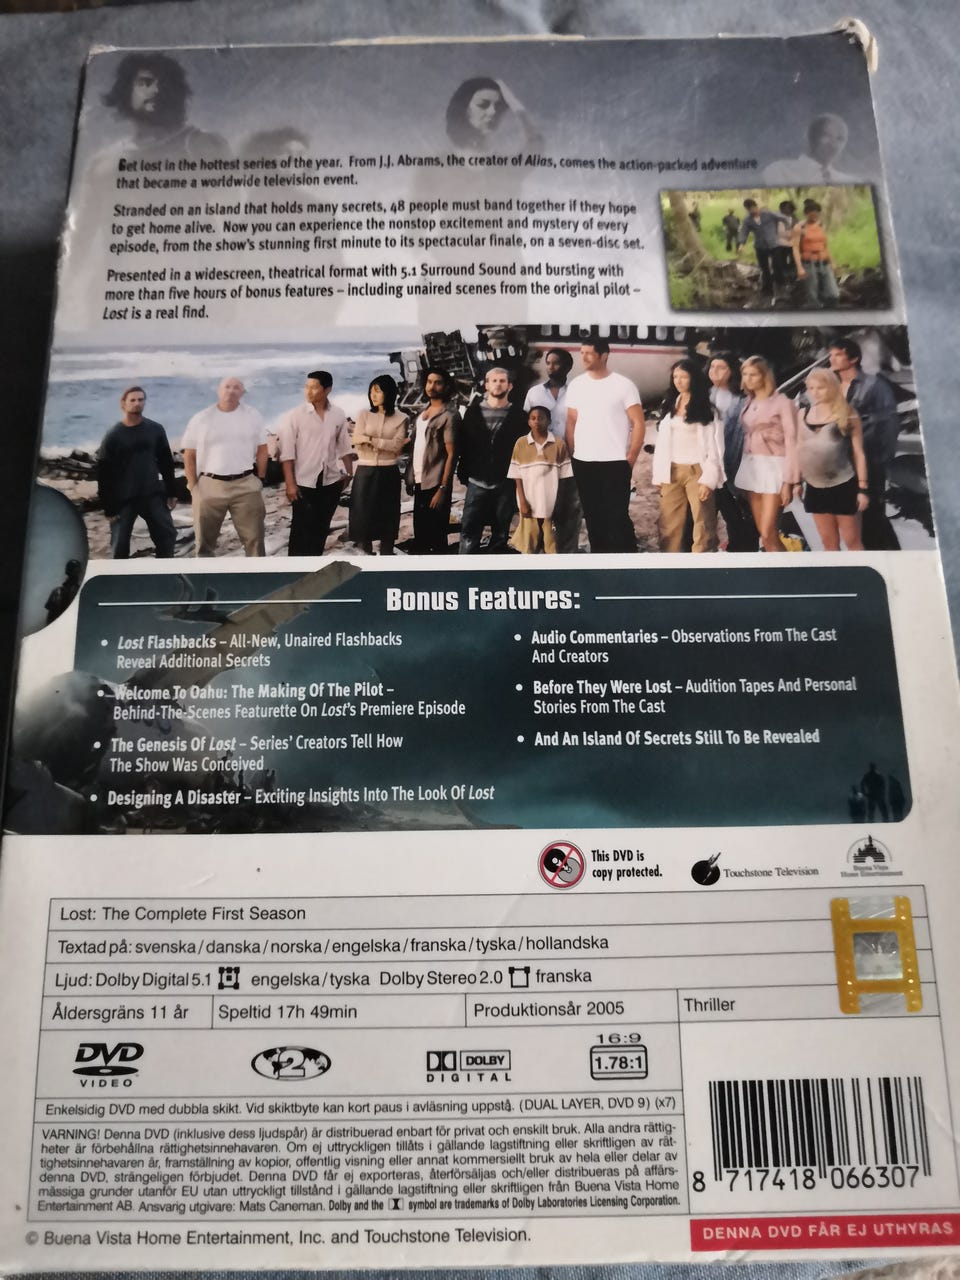 Get lost in the hottest series of the year. From J.J. Abrams, the creator of Alias, comes the action-packed adventure
that became a worldwide television event.
Stranded on an island that holds many secrets, 48 people must band together if they hope
to get home alive. Now you can experience the nonstop excitement and mystery of every
episode, from the show's stunning first minute to its spectacular finale, on a seven-disc set.
Presented in a widescreen, theatrical format with 5.1 Surround Sound and bursting with
more than five hours of bonus features – including unaired scenes from the original pilot –
Lost is a real find.
Bonus Features:
• Lost Flashbacks – All-New, Unaired Flashbacks
Reveal Additional Secrets
• Welcome To Oahu: The Making Of The Pilot –
Behind-The-Scenes Featurette On Lost's Premiere Episode
• The Genesis Of Lost – Series' Creators Tell How
The Show Was Conceived
• Designing A Disaster – Exciting Insights Into The Look Of Lost
• Audio Commentaries – Observations From The Cast
And Creators
• Before They Were Lost – Audition Tapes And Personal
Stories From The Cast
• And An Island Of Secrets Still To Be Revealed
This DVD is
copy protected.
Touchstone Television
Buena Vista
Home Entertainment
Lost: The Complete First Season
Textad på: svenska/danska/norska/engelska/franska/tyska/hollandska
Ljud: Dolby Digital 5.1 engelska/tyska Dolby Stereo 2.0 franska
Åldersgräns 11 år
Speltid 17h 49min
Produktionsår 2005
Thriller
DVD
VIDEO
2
DOLBY
DIGITAL
16:9
1.78:1
Enkelsidig DVD med dubbla skikt. Vid skiktbyte kan kort paus i avläsning uppstå. (DUAL LAYER, DVD 9) (x7)
VARNING! Denna DVD (inklusive dess ljudspår) är distribuerad enbart för privat och enskilt bruk. Alla andra rättig-
heter är förbehållna rättighetsinnehavaren. Om ej uttryckligen tillåts i gällande lagstiftning eller skriftligen av rät-
tighetsinnehavaren är, framställning av kopior, offentlig visning eller annat kommersiellt bruk av hela eller delar av
denna DVD, strängeligen förbjudet. Denna DVD får ej exporteras, återförsäljas och/eller distribueras på affärs-
mässiga grunder utanför EU utan uttryckligt tillstånd i gällande lagstiftning eller skriftligen från Buena Vista Home
Entertainment AB. Ansvarig utgivare: Mats Caneman. Dolby and the symbol are trademarks of Dolby Laboratories Licensing Corporation.
8 717418 066307
© Buena Vista Home Entertainment, Inc. and Touchstone Television.
DENNA DVD FÅR EJ UTHYRAS